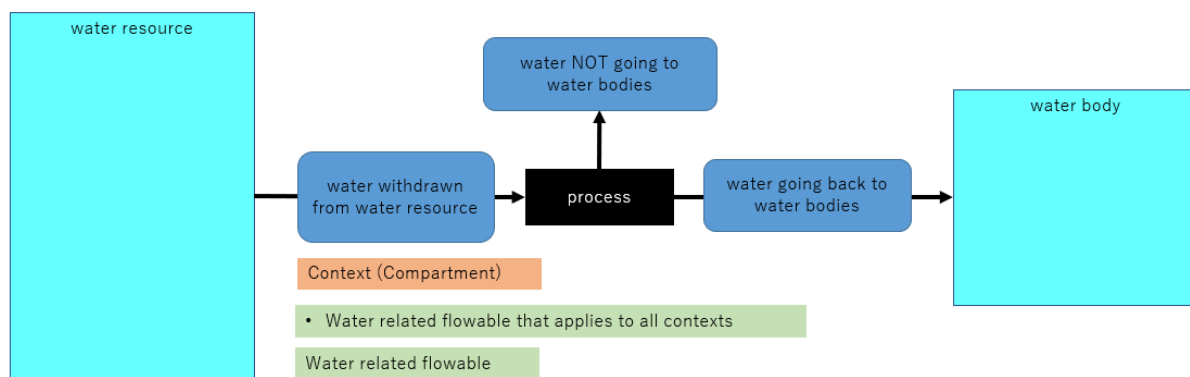 water resource
water NOT going to
water bodies
water body
water withdrawn
from water resource
process
water going back to
water bodies
Context (Compartment)
• Water related flowable that applies to all contexts
Water related flowable